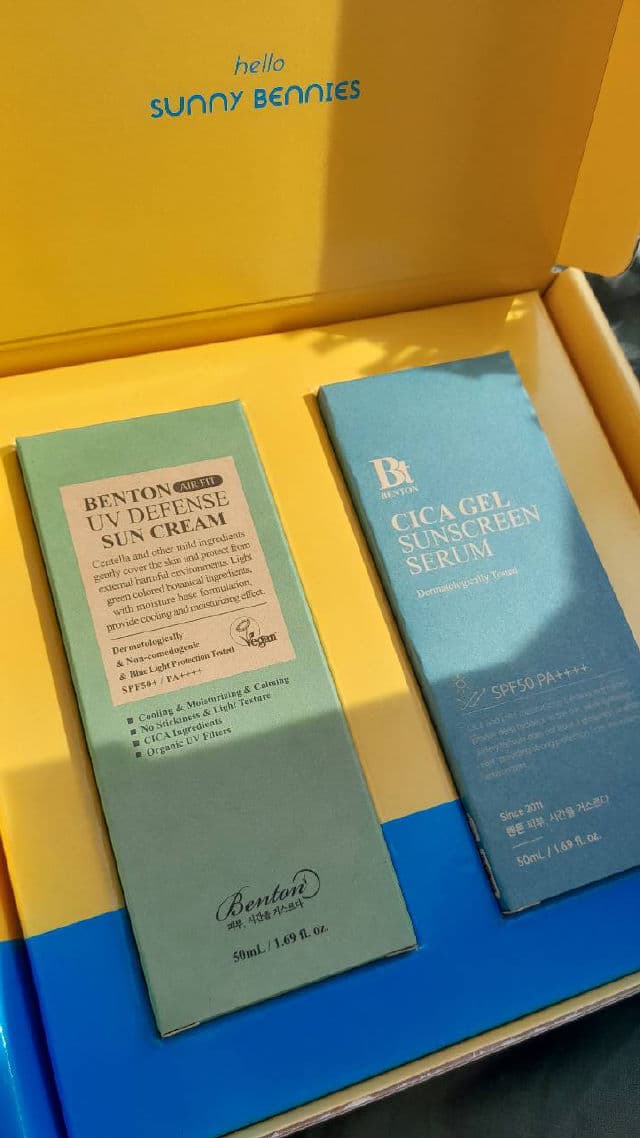 hello
SUNNY BENNIES
BENTON AIR FIT
UV DEFENSE
SUN CREAM
Centella and other mild ingredients
gently cover the skin and protect from
external harmful environments. Light
green colored botanical ingredients,
with moisture base formulation,
provide cooling and moisturizing effect.
Dermatologically
& Non-comedogenic
& Blue Light Protection Tested
SPF50+ / PA++++
Vegan
■ Cooling & Moisturizing & Calming
■ No Stickiness & Light Texture
■ CICA Ingredients
■ Organic UV Filters
Benton
피부, 시간을 거스르다
50mL / 1.69 fl. oz.
Bt
BENTON
CICA GEL
SUNSCREEN
SERUM
Dermatologically Tested
SPF50 PA++++
Since 2011
벤튼 피부, 시간을 거스르다
50mL / 1.69 fl. oz.